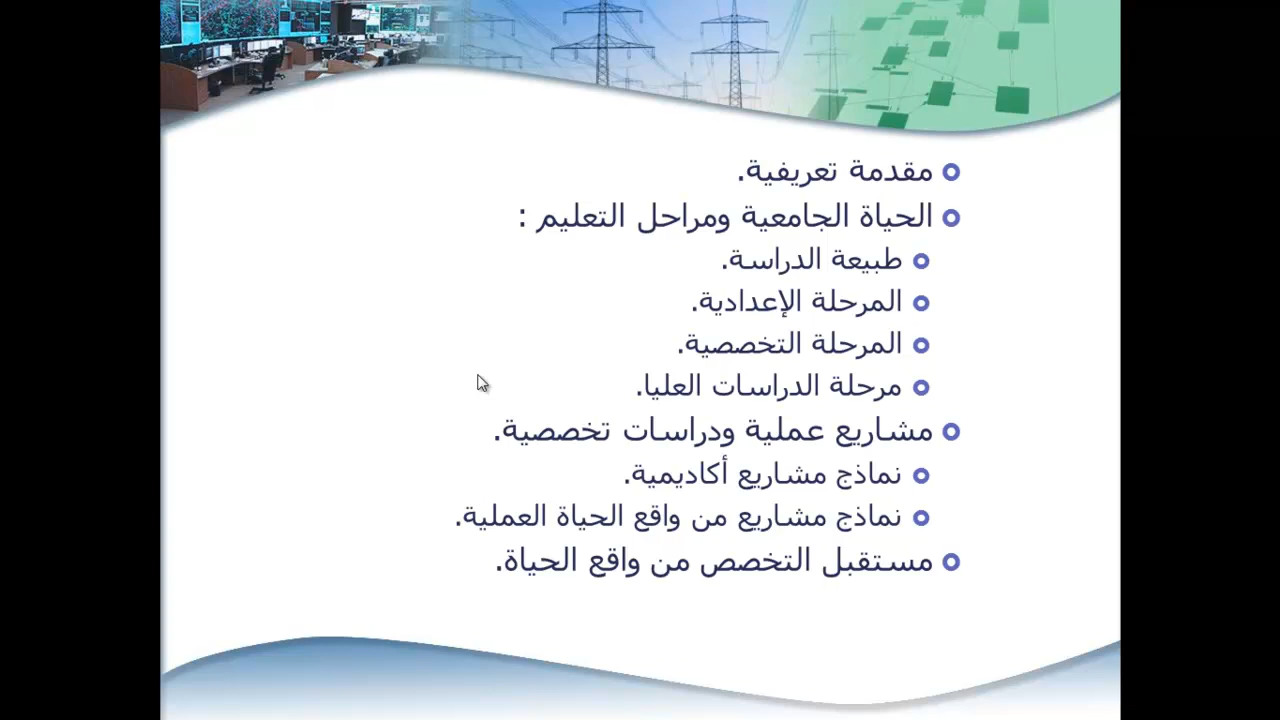 مقدمة تعريفية.
الحياة الجامعية ومراحل التعليم :
طبيعة الدراسة.
المرحلة الإعدادية.
المرحلة التخصصية.
مرحلة الدراسات العليا.
مشاريع عملية ودراسات تخصصية.
نماذج مشاريع أكاديمية.
نماذج مشاريع من واقع الحياة العملية.
مستقبل التخصص من واقع الحياة.